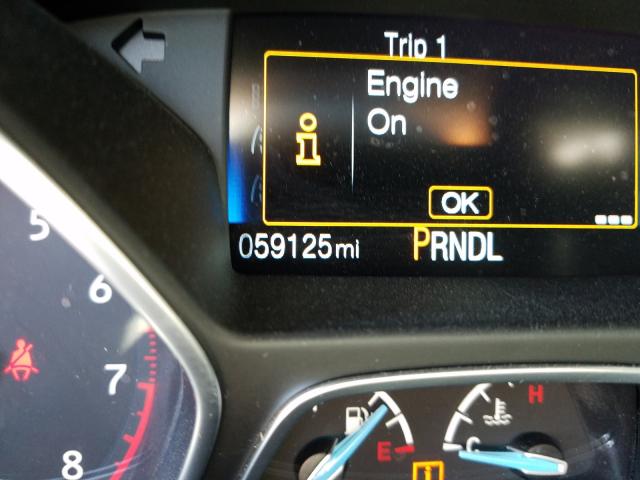 Trip 1
Engine
On
OK
059125mi PRNDL
5
6
7
8
E
C
H